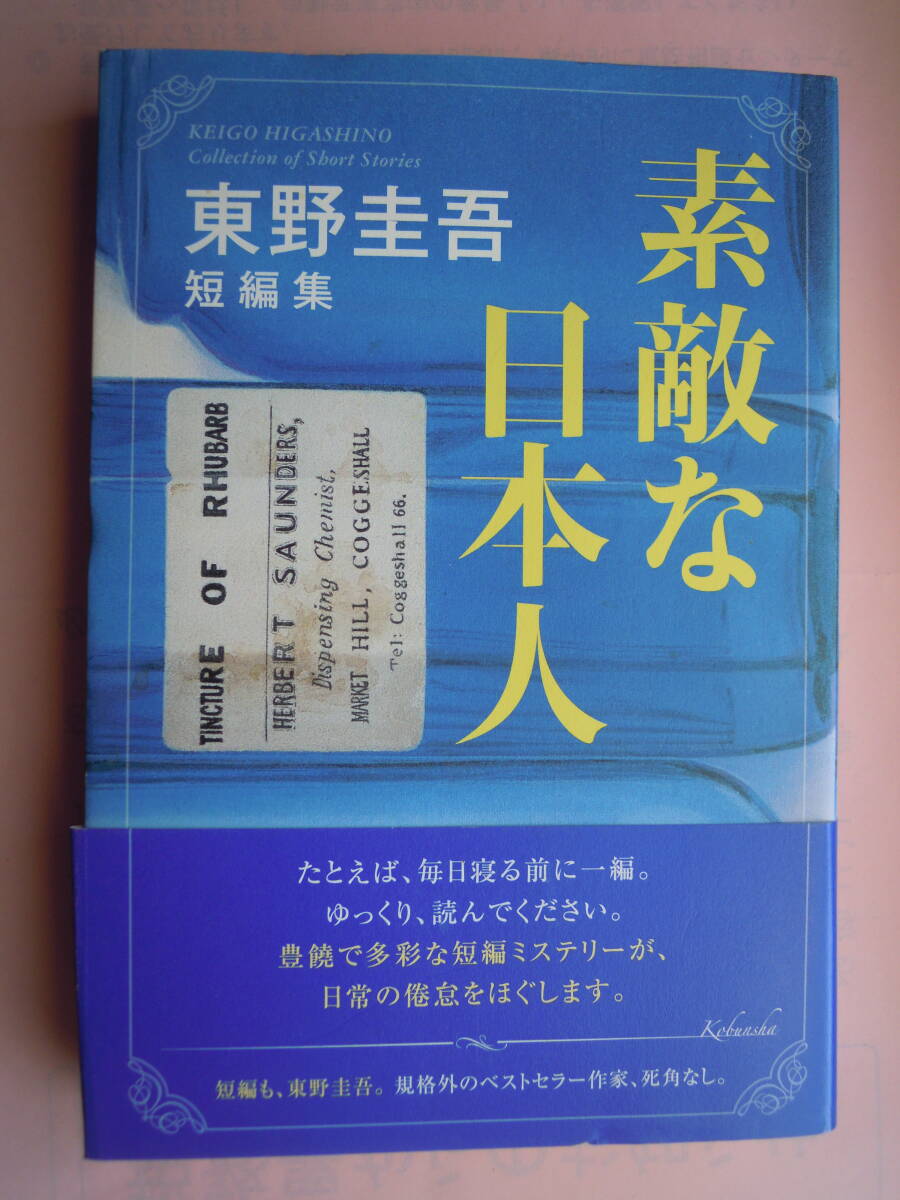 KEIGO HIGASHINO
Collection of Short Stories
東野圭吾
短編集
素敵な
日本人
TINCTURE OF RHUBARB
HERBERT SAUNDERS,
Dispensing Chemist,
MARKET HILL, COGGESHALL
Tel: Coggeshall 66.
たとえば、毎日寝る前に一編。
ゆっくり、読んでください。
豊饒で多彩な短編ミステリーが、
日常の倦怠をほぐします。
Kobunsha
短編も、東野圭吾。規格外のベストセラー作家、死角なし。